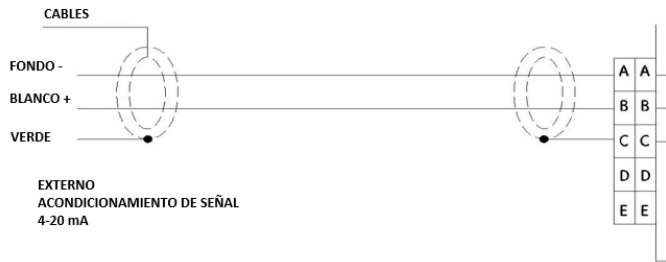 CABLES
FONDO -
BLANCO +
VERDE
A A
B B
C C
D D
E E
EXTERNO
ACONDICIONAMIENTO DE SEÑAL
4-20 mA